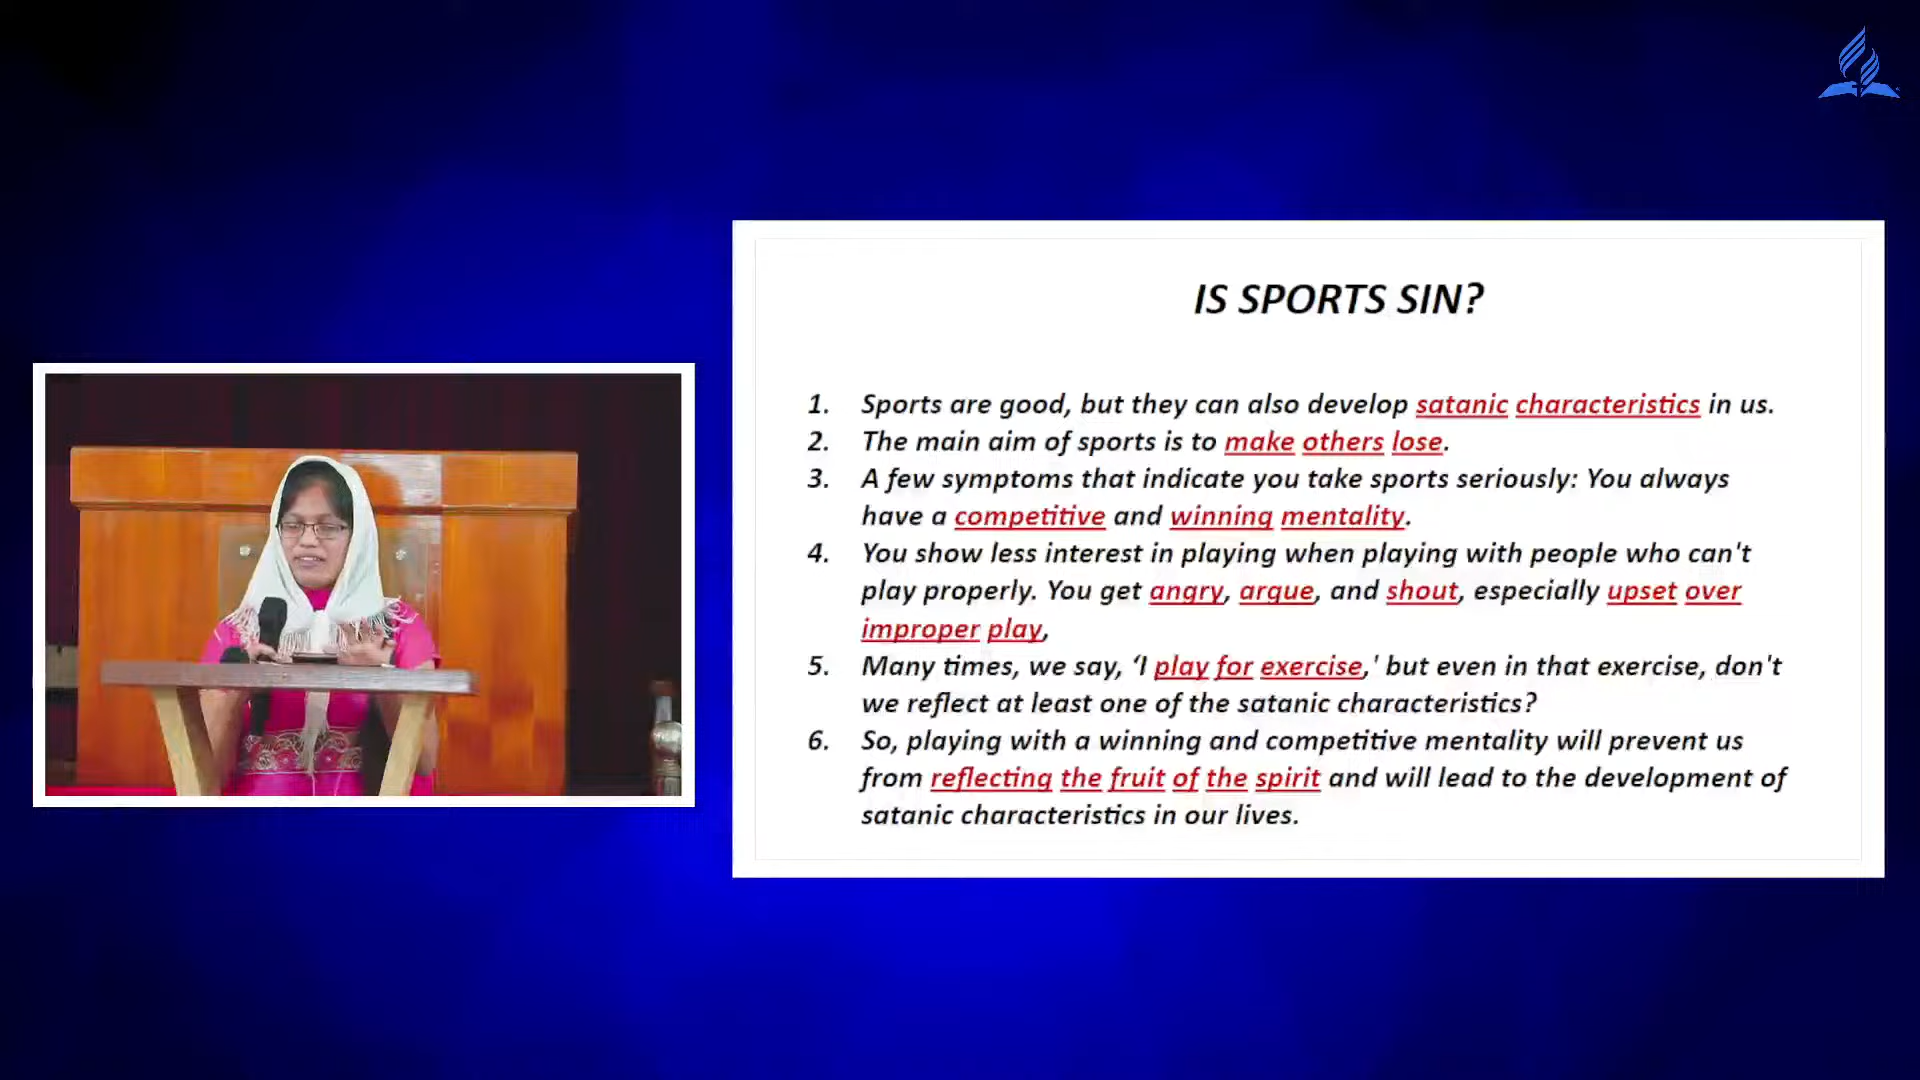 IS SPORTS SIN?
1. Sports are good, but they can also develop satanic characteristics in us.
2. The main aim of sports is to make others lose.
3. A few symptoms that indicate you take sports seriously: You always
have a competitive and winning mentality.
4. You show less interest in playing when playing with people who can't
play properly. You get angry, argue, and shout, especially upset over
improper play,
5. Many times, we say, ‘I play for exercise,' but even in that exercise, don't
we reflect at least one of the satanic characteristics?
6. So, playing with a winning and competitive mentality will prevent us
from reflecting the fruit of the spirit and will lead to the development of
satanic characteristics in our lives.